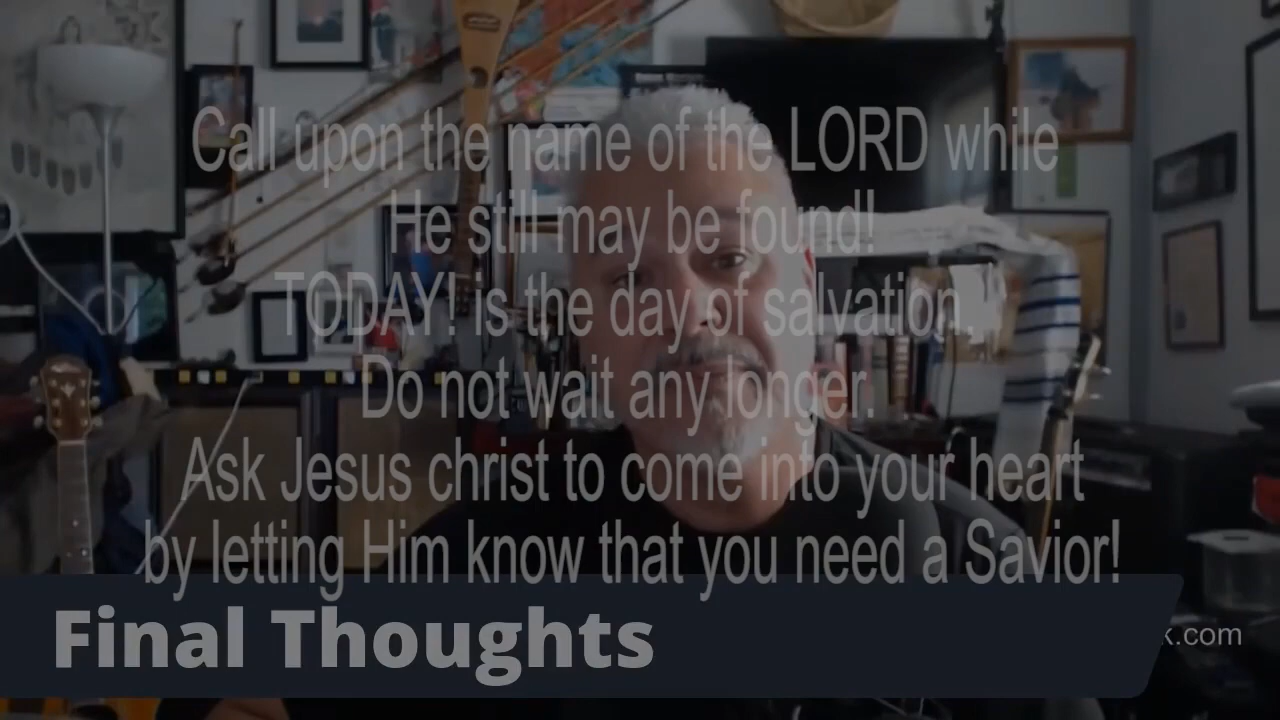 Call upon the name of the LORD while
He still may be found!
TODAY! is the day of salvation,
Do not wait any longer.
Ask Jesus christ to come into your heart
by letting Him know that you need a Savior!
Final Thoughts
k.com